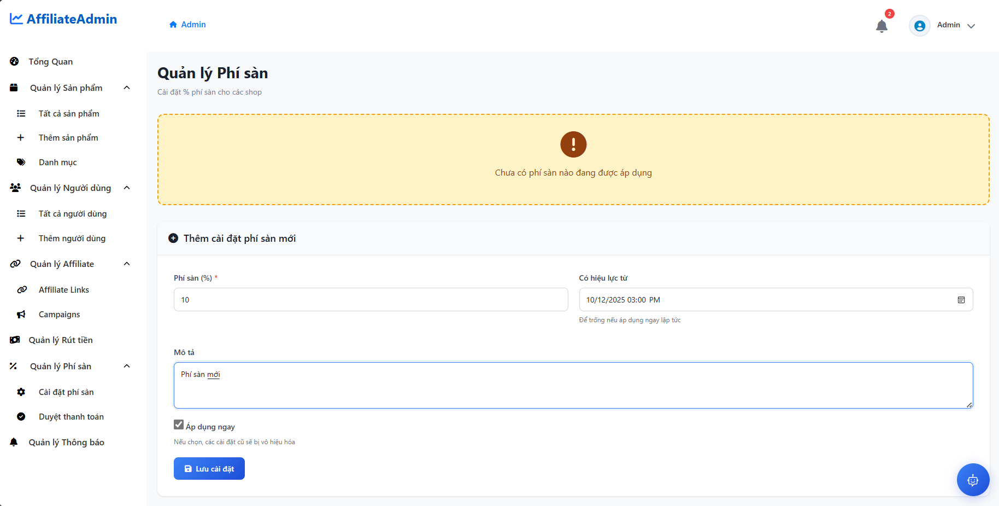 AffiliateAdmin
Admin
2
Admin
Tổng Quan
Quản lý Sản phẩm
Tất cả sản phẩm
Thêm sản phẩm
Danh mục
Quản lý Người dùng
Tất cả người dùng
Thêm người dùng
Quản lý Affiliate
Affiliate Links
Campaigns
Quản lý Rút tiền
Quản lý Phí sàn
Cài đặt phí sàn
Duyệt thanh toán
Quản lý Thông báo
Quản lý Phí sàn
Cài đặt % phí sàn cho các shop
Chưa có phí sàn nào đang được áp dụng
Thêm cài đặt phí sàn mới
Phí sàn (%) *
10
Có hiệu lực từ
10/12/2025 03:00 PM
Để trống nếu áp dụng ngay lập tức
Mô tả
Phí sàn mới
Áp dụng ngay
Nếu chọn, các cài đặt cũ sẽ bị vô hiệu hóa
Lưu cài đặt